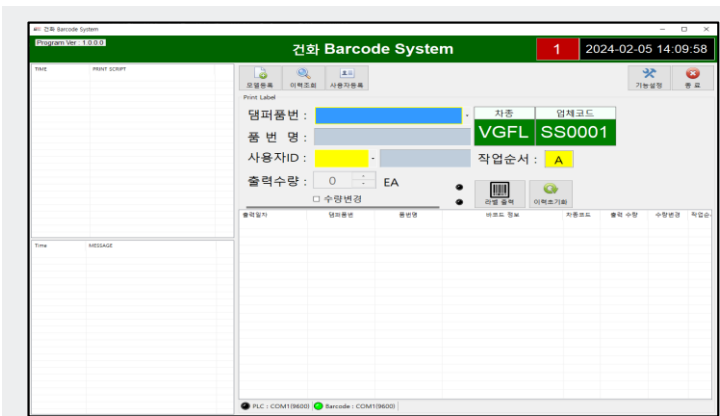 건화 Barcode System
Program Ver : 1.0.0.0
건화 Barcode System
1
2024-02-05 14:09:58
TIME PRINT SCRIPT
모델등록 이력조회 사용자등록 기능설정 종 료
Print Label
댐퍼품번 : -
차종 업체코드
VGFL SS0001
품 번 명 :
사용자ID : -
작업순서 : A
출력수량 : 0 EA
수량변경
라벨 출력 이력초기화
출력일자 댐퍼품번 품번명 바코드 정보 차종코드 출력 수량 수량변경 작업순
Time MESSAGE
PLC : COM1(9600) Barcode : COM1(9600)